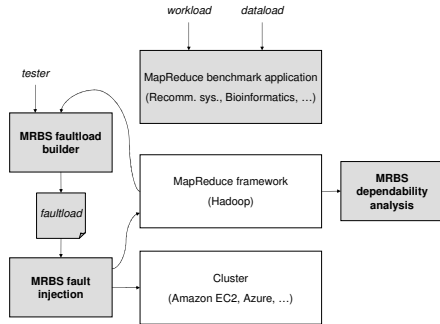 workload dataload
MapReduce benchmark application
(Recomm. sys., Bioinformatics, …)
tester
MRBS faultload
builder
MapReduce framework
(Hadoop)
MRBS
dependability
analysis
faultload
MRBS fault
injection
Cluster
(Amazon EC2, Azure, …)